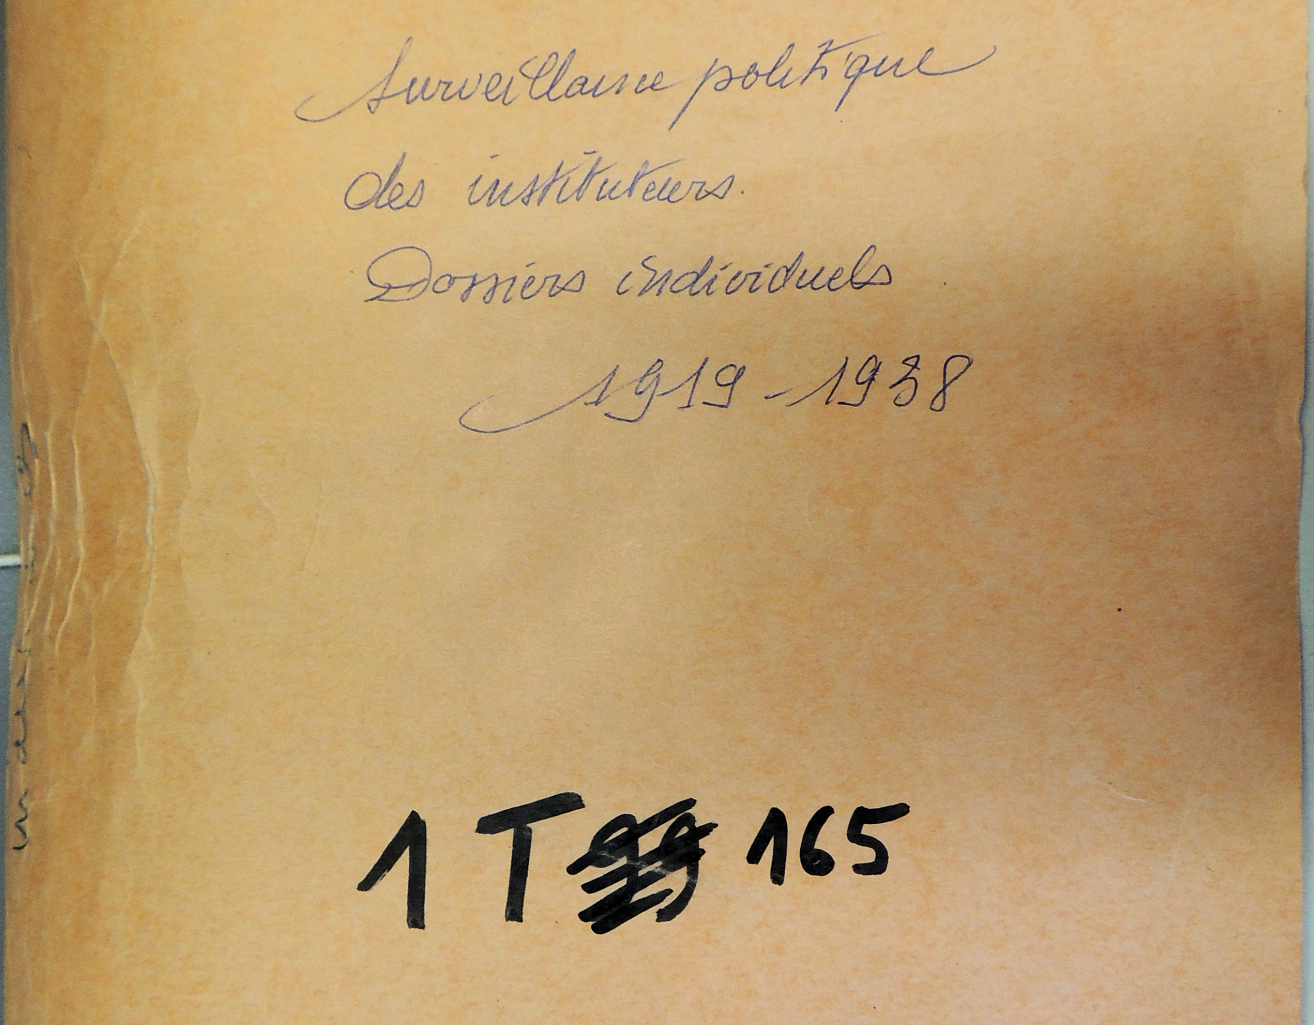 Surveillance politique
des instituteurs.
Dossiers individuels
1919-1938
1 T 165